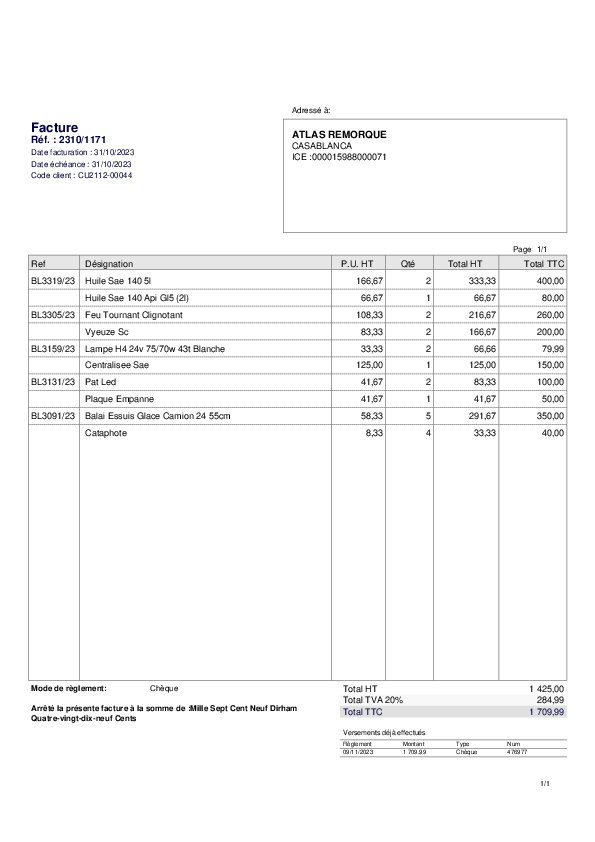 Adressé à:
Facture
Réf. : 2310/1171
Date facturation : 31/10/2023
Date échéance : 31/10/2023
Code client : CU2112-00044
ATLAS REMORQUE
CASABLANCA
ICE :000015988000071
Page 1/1
Ref Désignation P.U. HT Qté Total HT Total TTC
BL3319/23 Huile Sae 140 5l 166,67 2 333,33 400,00
Huile Sae 140 Api Gl5 (2l) 66,67 1 66,67 80,00
BL3305/23 Feu Tournant Clignotant 108,33 2 216,67 260,00
Vyeuze Sc 83,33 2 166,67 200,00
BL3159/23 Lampe H4 24v 75/70w 43t Blanche 33,33 2 66,66 79,99
Centralisee Sae 125,00 1 125,00 150,00
BL3131/23 Pat Led 41,67 2 83,33 100,00
Plaque Empanne 41,67 1 41,67 50,00
BL3091/23 Balai Essuis Glace Camion 24 55cm 58,33 5 291,67 350,00
Cataphote 8,33 4 33,33 40,00
Mode de règlement: Chèque
Total HT 1 425,00
Total TVA 20% 284,99
Total TTC 1 709,99
Arrêté la présente facture à la somme de :Mille Sept Cent Neuf Dirham
Quatre-vingt-dix-neuf Cents
Versements déjà effectués
Règlement Montant Type Num
09/11/2023 1 709,99 Chèque 476977
1/1